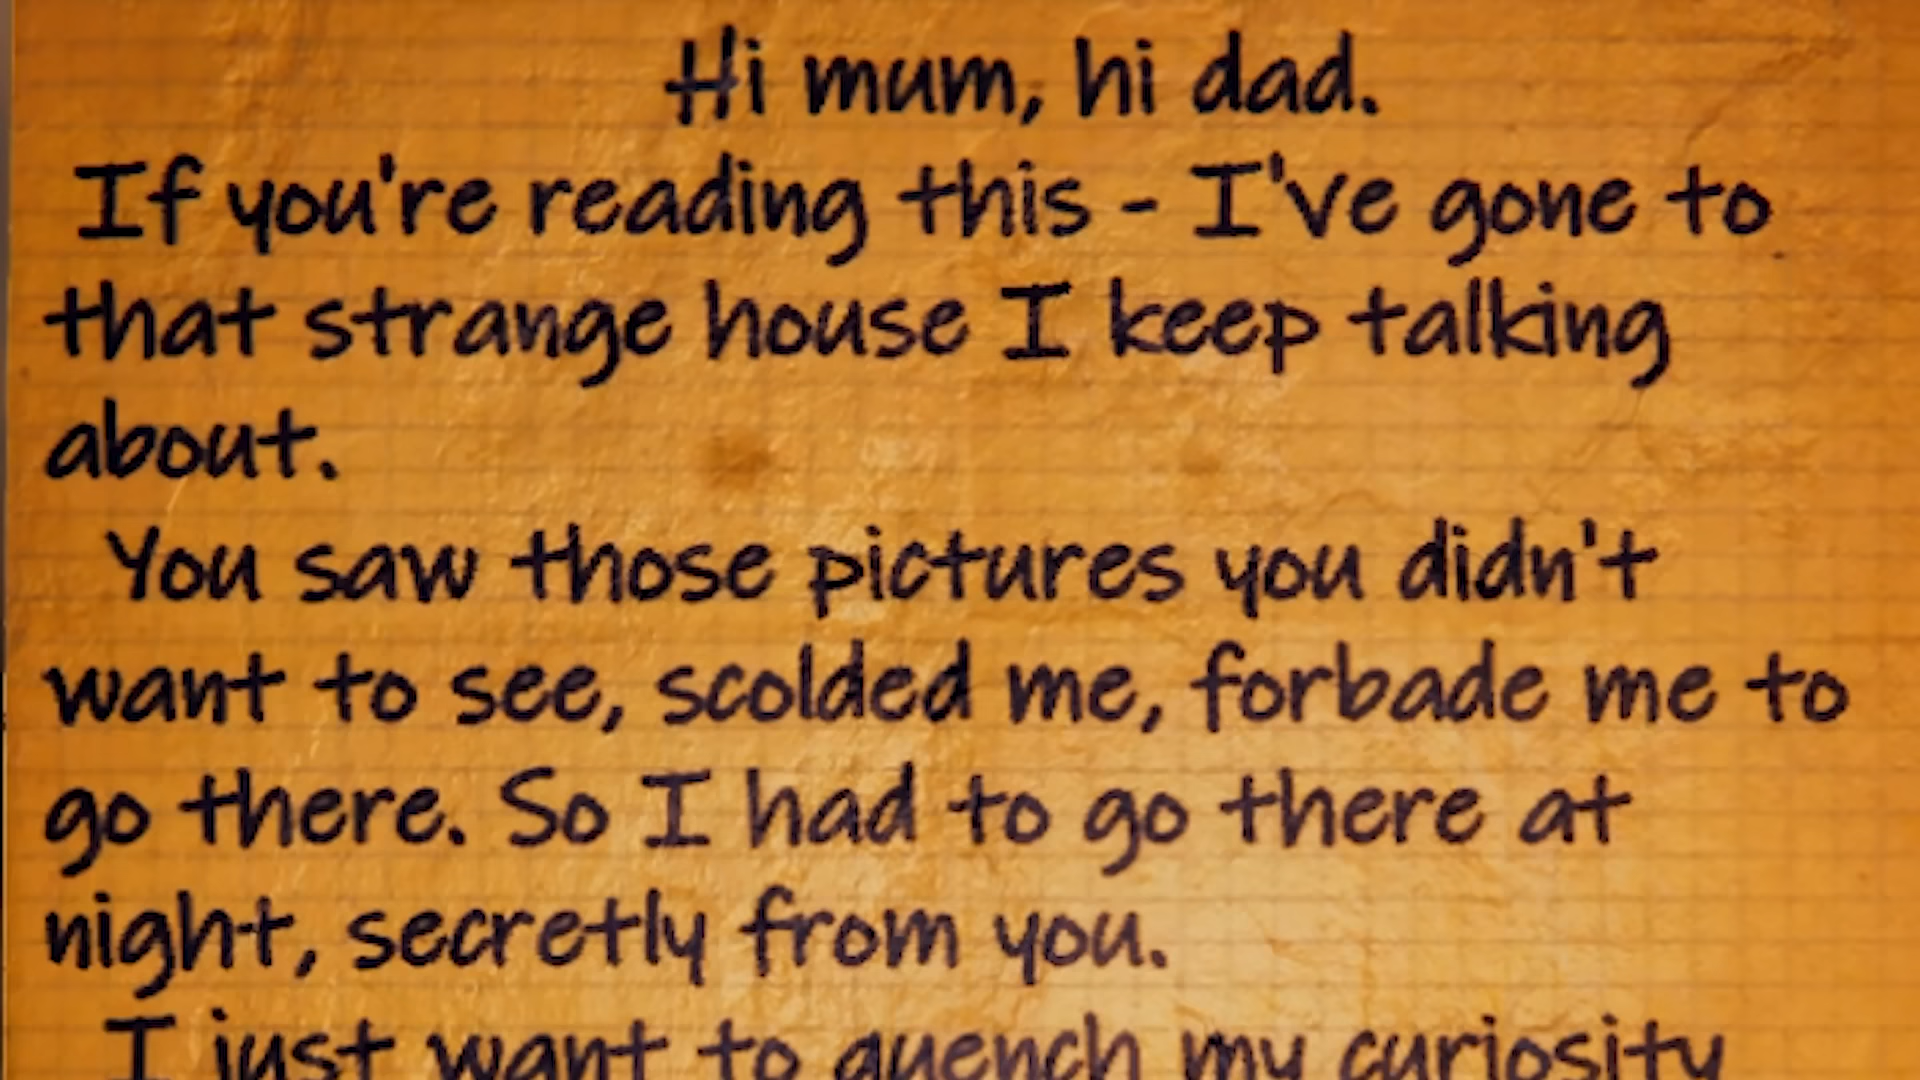 Hi mum, hi dad.
If you're reading this - I've gone to
that strange house I keep talking
about.
You saw those pictures you didn't
want to see, scolded me, forbade me to
go there. So I had to go there at
night, secretly from you.
I just want to quench my curiosity